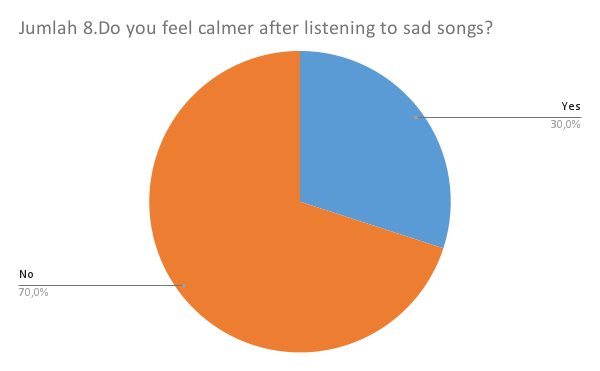 Jumlah 8.Do you feel calmer after listening to sad songs?
Yes
30,0%
No
70,0%